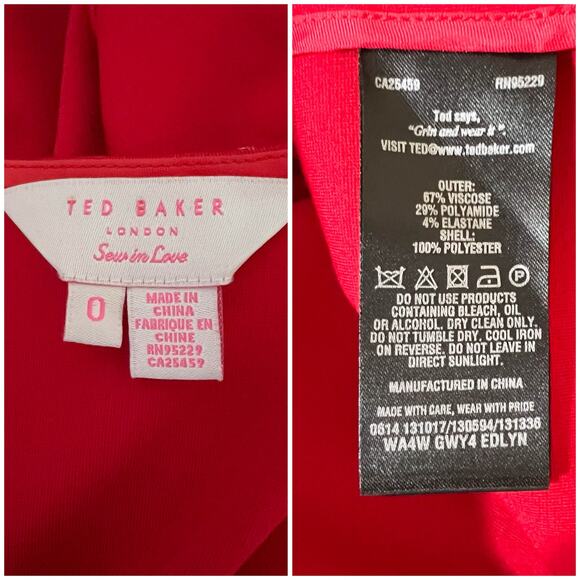 TED BAKER
LONDON
Sew in Love
0
MADE IN
CHINA
FABRIQUE EN
CHINE
RN95229
CA25459
CA25459 RN95229
Ted says,
"Grin and wear it".
VISIT TED@www.tedbaker.com
OUTER:
67% VISCOSE
29% POLYAMIDE
4% ELASTANE
SHELL:
100% POLYESTER
P
DO NOT USE PRODUCTS
CONTAINING BLEACH, OIL
OR ALCOHOL. DRY CLEAN ONLY.
DO NOT TUMBLE DRY. COOL IRON
ON REVERSE. DO NOT LEAVE IN
DIRECT SUNLIGHT.
MANUFACTURED IN CHINA
MADE WITH CARE, WEAR WITH PRIDE
0614 131017/130594/131336
WA4W GWY4 EDLYN